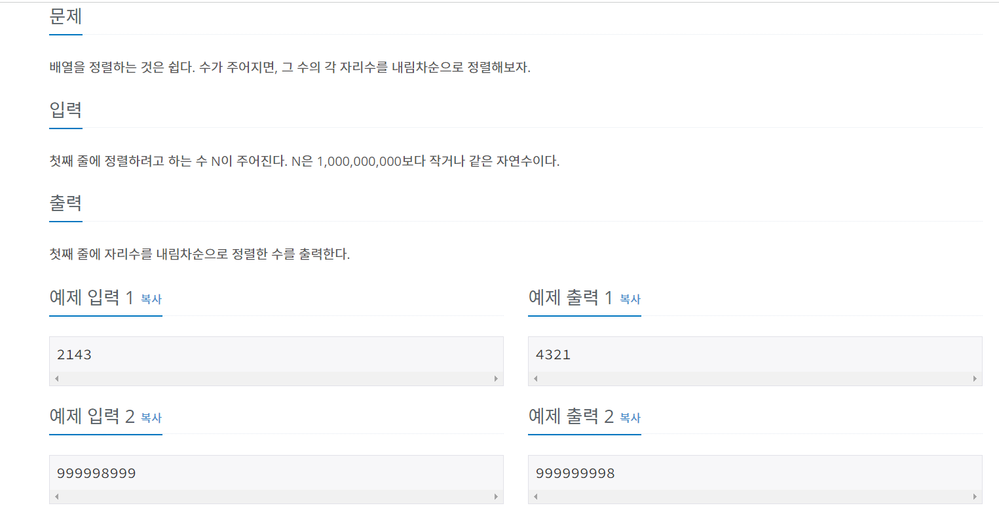 문제
배열을 정렬하는 것은 쉽다. 수가 주어지면, 그 수의 각 자리수를 내림차순으로 정렬해보자.
입력
첫째 줄에 정렬하려고 하는 수 N이 주어진다. N은 1,000,000,000보다 작거나 같은 자연수이다.
출력
첫째 줄에 자리수를 내림차순으로 정렬한 수를 출력한다.
예제 입력 1 복사
2143
예제 출력 1 복사
4321
예제 입력 2 복사
999998999
예제 출력 2 복사
999999998